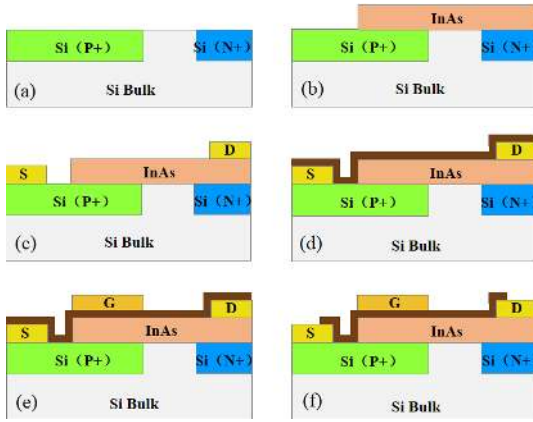 Si (P+) Si (N+)
(a) Si Bulk
InAs
Si (P+) Si (N+
(b) Si Bulk
D
S InAs
Si (P+) Si (N+)
(c) Si Bulk
D
S InAs
Si (P+) Si (N+
(d) Si Bulk
G
D
S InAs
Si (P+) Si (N+)
(e) Si Bulk
G
D
S InAs
Si (P+) Si (N+
(f) Si Bulk